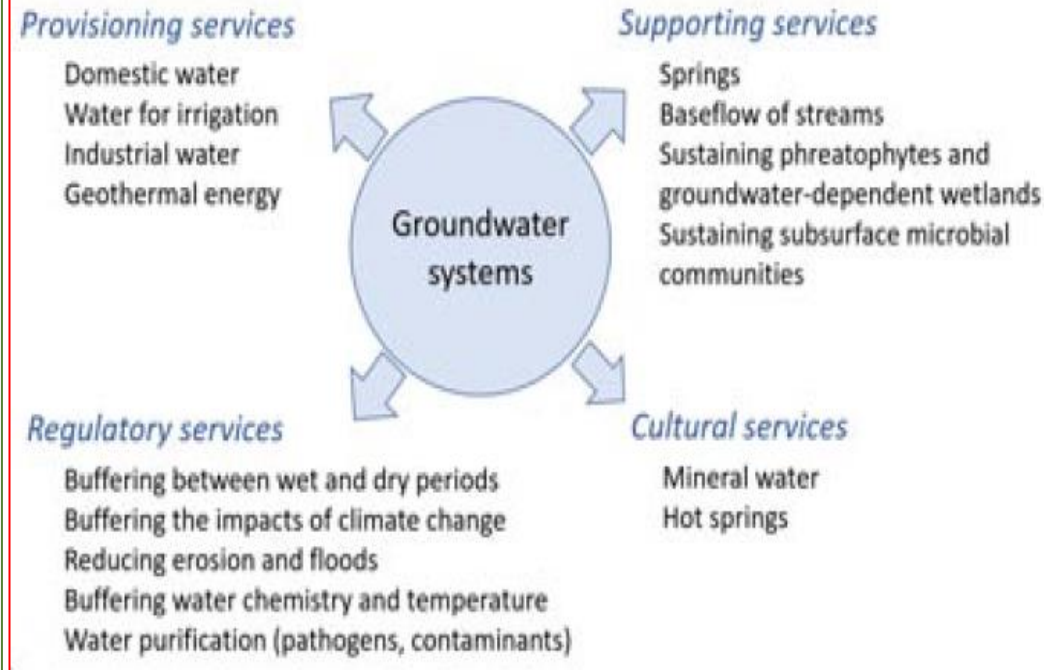 Provisioning services
Domestic water
Water for irrigation
Industrial water
Geothermal energy
Supporting services
Springs
Baseflow of streams
Sustaining phreatophytes and
groundwater-dependent wetlands
Sustaining subsurface microbial
communities
Groundwater
systems
Regulatory services
Buffering between wet and dry periods
Buffering the impacts of climate change
Reducing erosion and floods
Buffering water chemistry and temperature
Water purification (pathogens, contaminants)
Cultural services
Mineral water
Hot springs